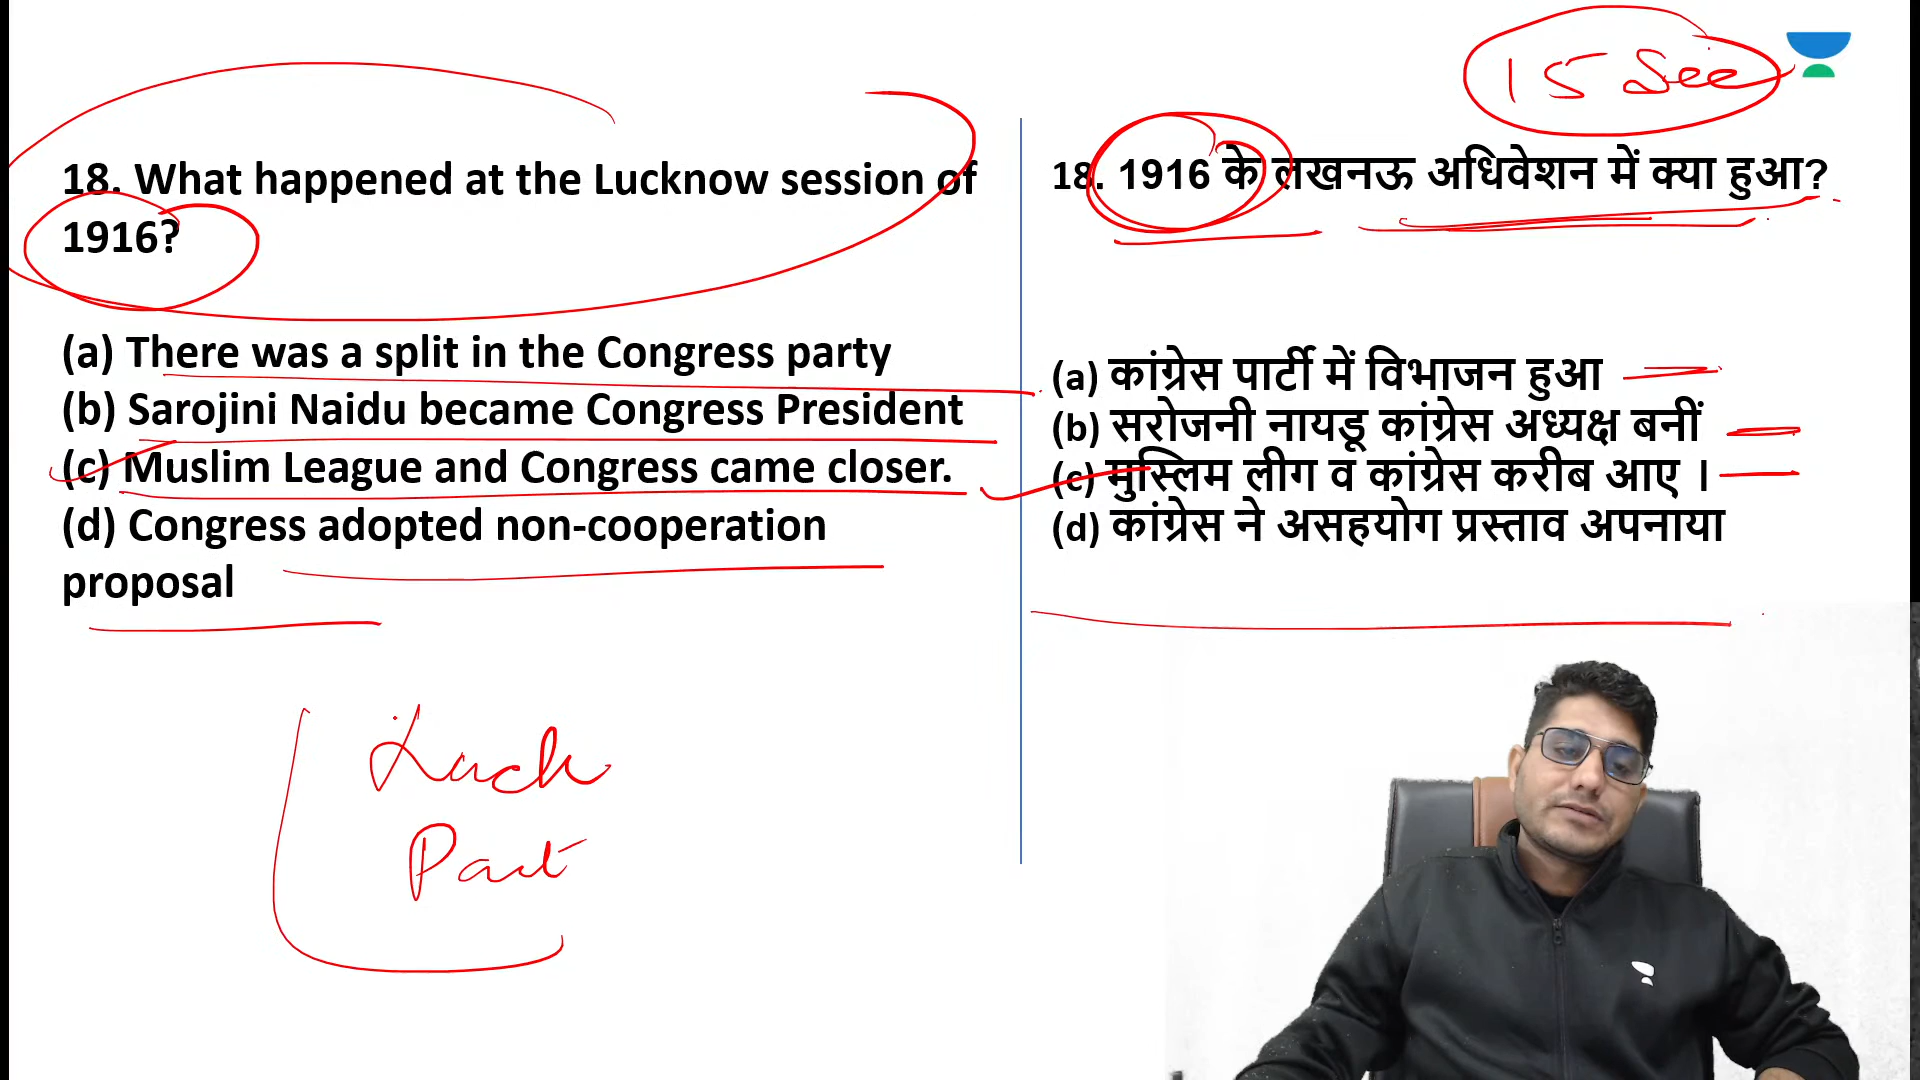 15 See
18. What happened at the Lucknow session of
1916?
(a) There was a split in the Congress party
(b) Sarojini Naidu became Congress President
(c) Muslim League and Congress came closer.
(d) Congress adopted non-cooperation
proposal
Luck
Pact
18. 1916 के लखनऊ अधिवेशन में क्या हुआ?
(a) कांग्रेस पार्टी में विभाजन हुआ
(b) सरोजनी नायडू कांग्रेस अध्यक्ष बनीं
(c) मुस्लिम लीग व कांग्रेस करीब आए ।
(d) कांग्रेस ने असहयोग प्रस्ताव अपनाया